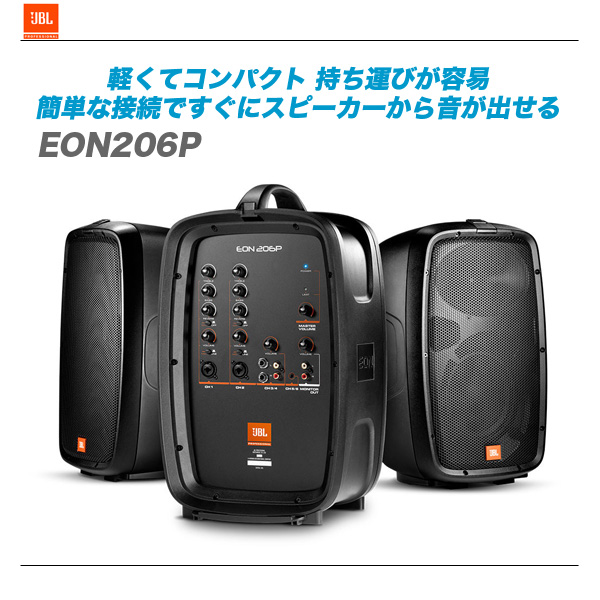 JBL
PROFESSIONAL
軽くてコンパクト 持ち運びが容易
簡単な接続ですぐにスピーカーから音が出せる
EON206P
EON 206P
MASTER
VOLUME
VOLUME
CH 1
CH 2
CH 3-4
CH 5-6
MONITOR
OUT
EON
JBL
JBL
JBL